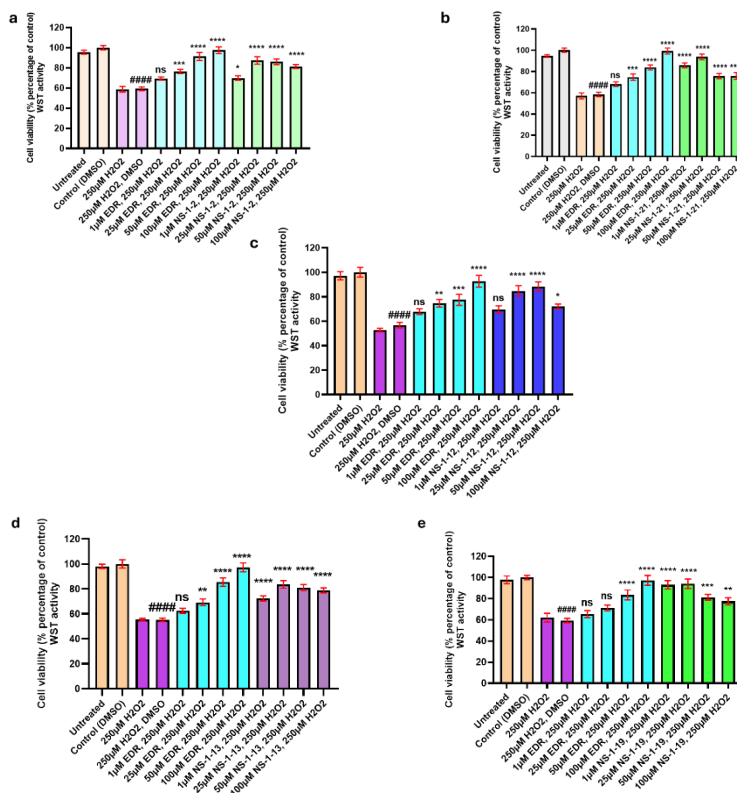 a
Cell viability (% percentage of control)
WST activity
120
100
80
60
40
20
0
#### ns *** **** **** * **** **** ****
Untreated
Control (DMSO)
250µM H2O2
250µM H2O2, DMSO
1µM EDR, 250µM H2O2
25µM EDR, 250µM H2O2
50µM EDR, 250µM H2O2
100µM EDR, 250µM H2O2
1µM NS-1-2, 250µM H2O2
25µM NS-1-2, 250µM H2O2
50µM NS-1-2, 250µM H2O2
100µM NS-1-2, 250µM H2O2
b
Cell viability (% percentage of control)
WST activity
120
100
80
60
40
20
0
#### ns *** **** **** **** **** **** **
Untreated
Control (DMSO)
250µM H2O2
250µM H2O2, DMSO
1µM EDR, 250µM H2O2
25µM EDR, 250µM H2O2
50µM EDR, 250µM H2O2
100µM EDR, 250µM H2O2
1µM NS-1-21, 250µM H2O2
25µM NS-1-21, 250µM H2O2
50µM NS-1-21, 250µM H2O2
100µM NS-1-21, 250µM H2O2
c
Cell viability (% percentage of control)
WST activity
120
100
80
60
40
20
0
#### ns ** *** **** ns **** **** *
Untreated
Control (DMSO)
250µM H2O2
250µM H2O2, DMSO
1µM EDR, 250µM H2O2
25µM EDR, 250µM H2O2
50µM EDR, 250µM H2O2
100µM EDR, 250µM H2O2
1µM NS-1-12, 250µM H2O2
25µM NS-1-12, 250µM H2O2
50µM NS-1-12, 250µM H2O2
100µM NS-1-12, 250µM H2O2
d
Cell viability (% percentage of control)
WST activity
120
100
80
60
40
20
0
#### ns ** **** **** **** **** **** ****
Untreated
Control (DMSO)
250µM H2O2
250µM H2O2, DMSO
1µM EDR, 250µM H2O2
25µM EDR, 250µM H2O2
50µM EDR, 250µM H2O2
100µM EDR, 250µM H2O2
1µM NS-1-13, 250µM H2O2
25µM NS-1-13, 250µM H2O2
50µM NS-1-13, 250µM H2O2
100µM NS-1-13, 250µM H2O2
e
Cell viability (% percentage of control)
WST activity
120
100
80
60
40
20
0
#### ns ns **** **** **** **** *** **
Untreated
Control (DMSO)
250µM H2O2
250µM H2O2, DMSO
1µM EDR, 250µM H2O2
25µM EDR, 250µM H2O2
50µM EDR, 250µM H2O2
100µM EDR, 250µM H2O2
1µM NS-1-19, 250µM H2O2
25µM NS-1-19, 250µM H2O2
50µM NS-1-19, 250µM H2O2
100µM NS-1-19, 250µM H2O2